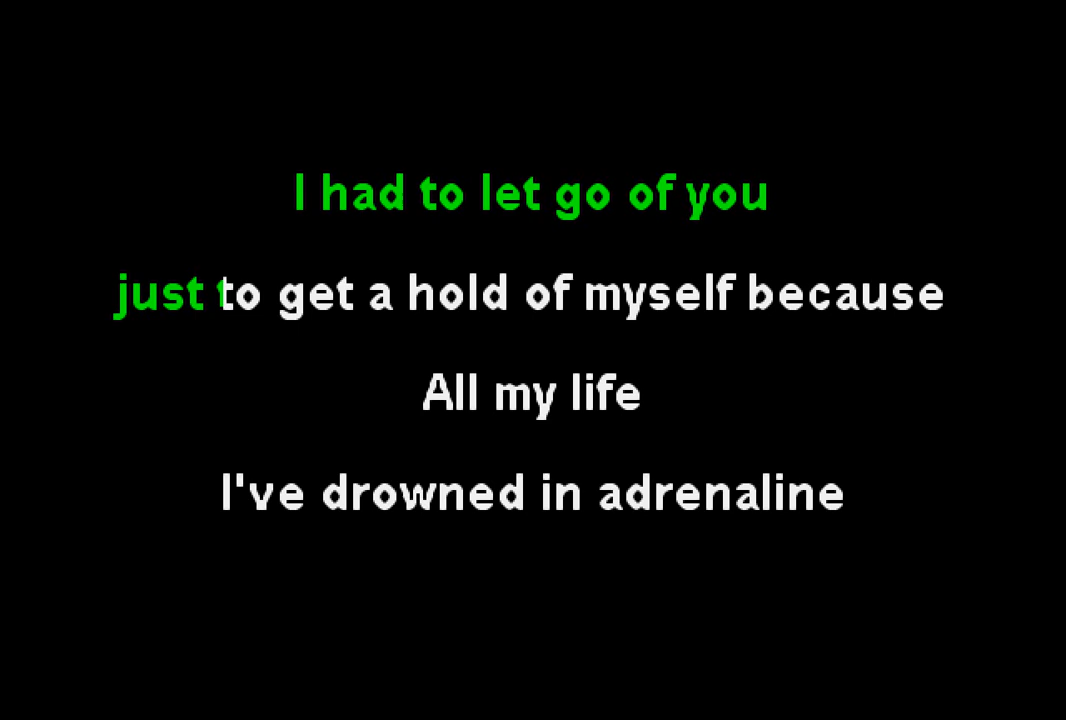 I had to let go of you
just to get a hold of myself because
All my life
I've drowned in adrenaline